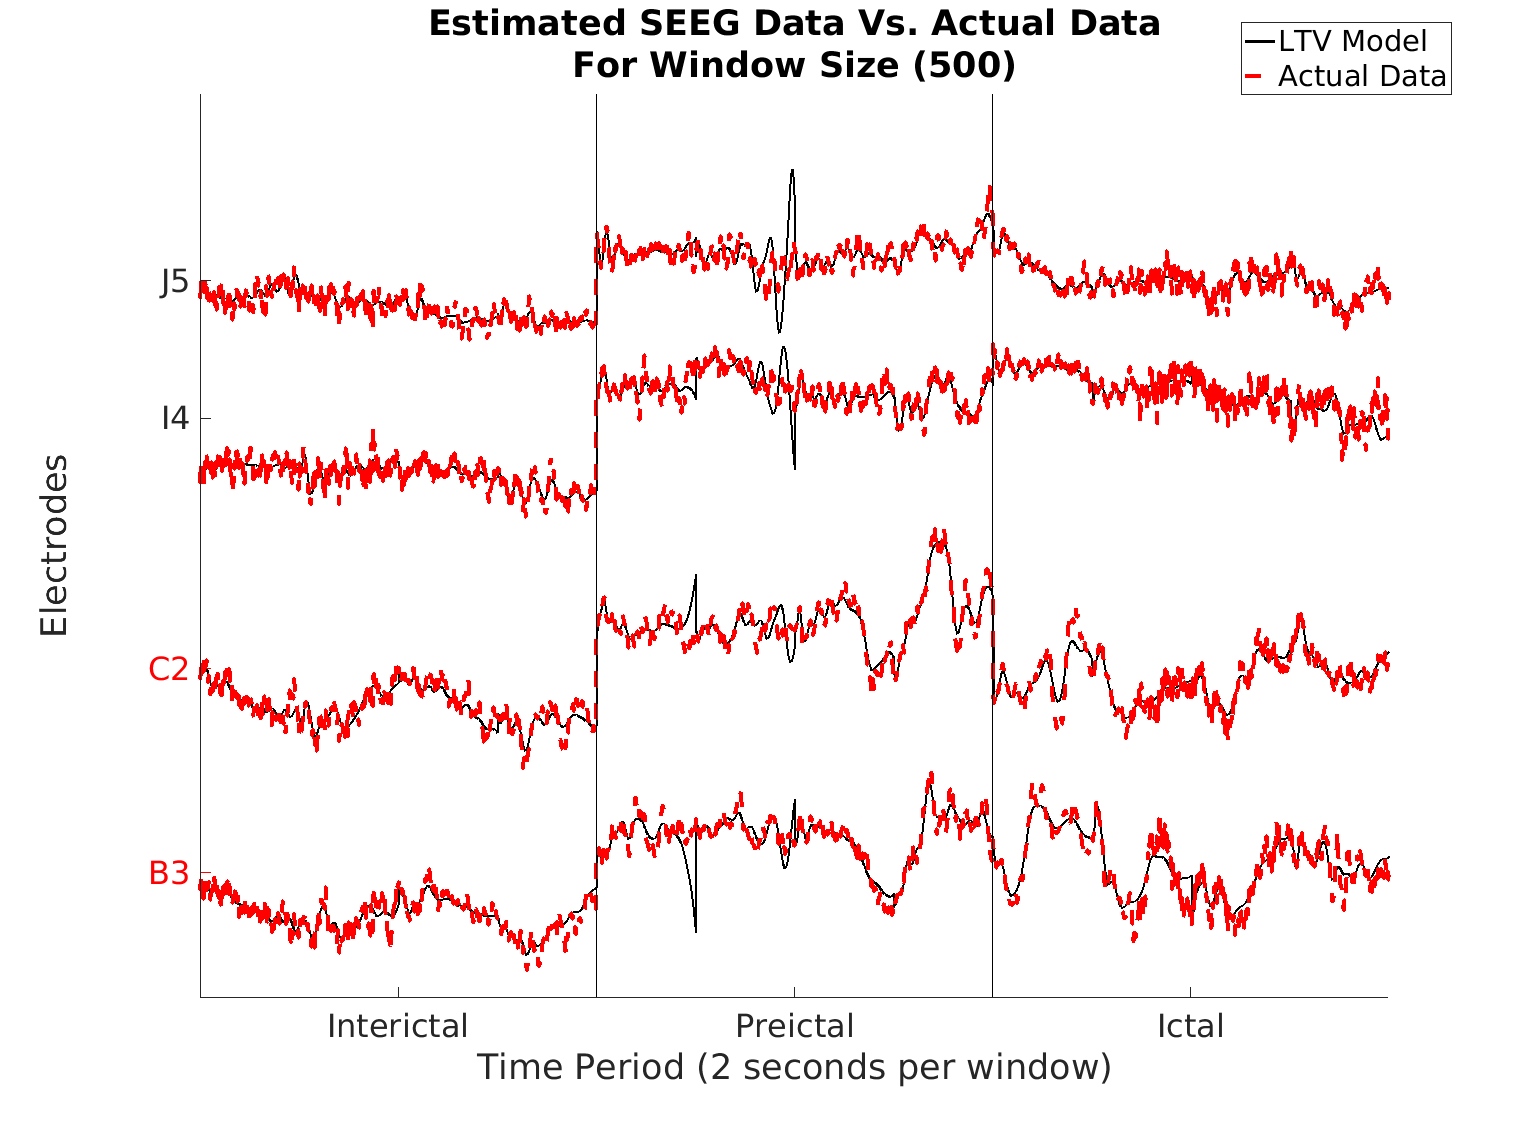 Estimated SEEG Data Vs. Actual Data
For Window Size (500)
LTV Model
Actual Data
J5
I4
C2
B3
Electrodes
Interictal
Preictal
Ictal
Time Period (2 seconds per window)